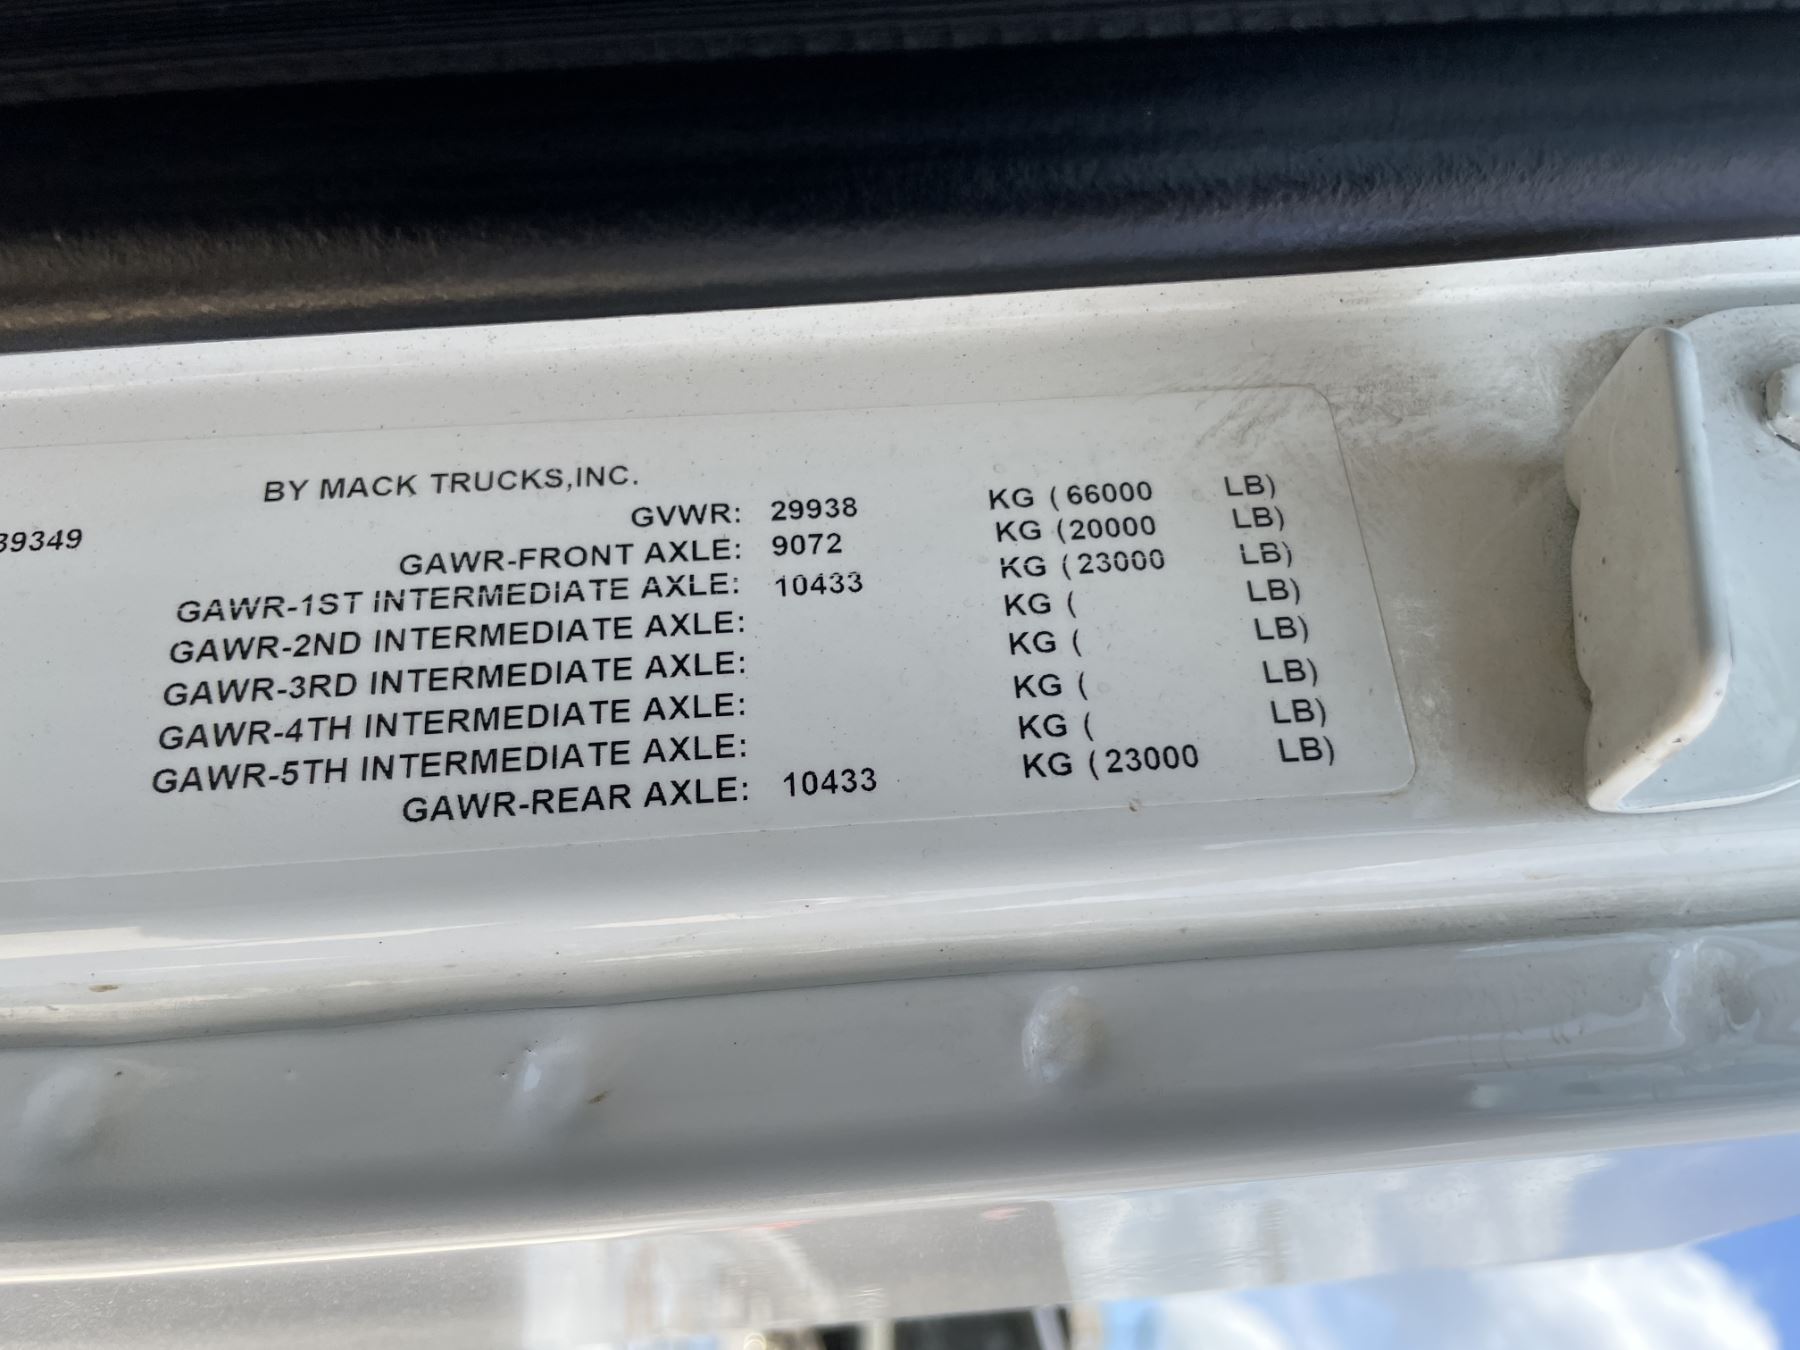 BY MACK TRUCKS,INC.
39349
GVWR: 29938 KG (66000 LB)
GAWR-FRONT AXLE: 9072 KG (20000 LB)
GAWR-1ST INTERMEDIATE AXLE: 10433 KG (23000 LB)
GAWR-2ND INTERMEDIATE AXLE: KG ( LB)
GAWR-3RD INTERMEDIATE AXLE: KG ( LB)
GAWR-4TH INTERMEDIATE AXLE: KG ( LB)
GAWR-5TH INTERMEDIATE AXLE: KG ( LB)
GAWR-REAR AXLE: 10433 KG (23000 LB)